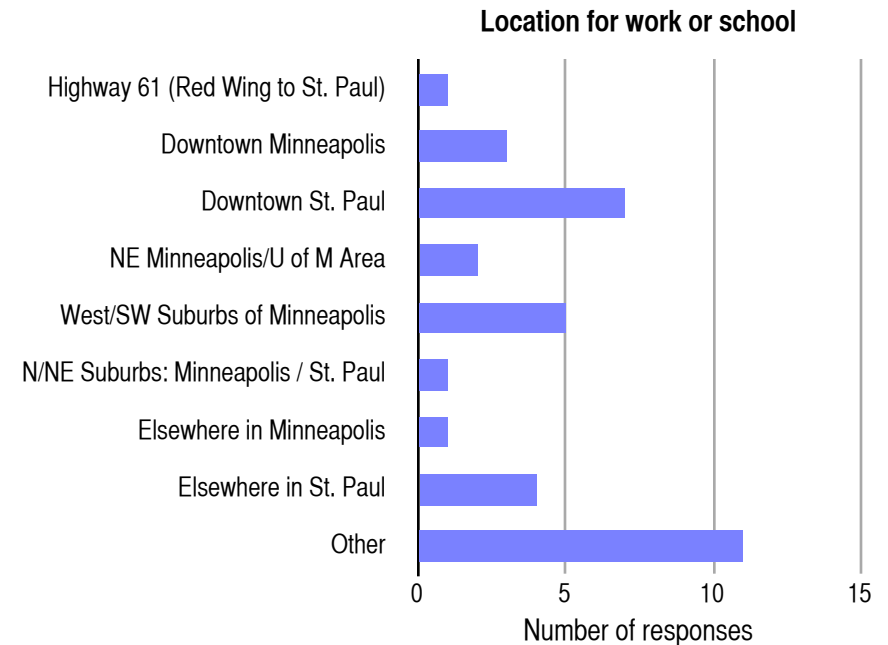 Location for work or school
Highway 61 (Red Wing to St. Paul)
Downtown Minneapolis
Downtown St. Paul
NE Minneapolis/U of M Area
West/SW Suburbs of Minneapolis
N/NE Suburbs: Minneapolis / St. Paul
Elsewhere in Minneapolis
Elsewhere in St. Paul
Other
0 5 10 15
Number of responses